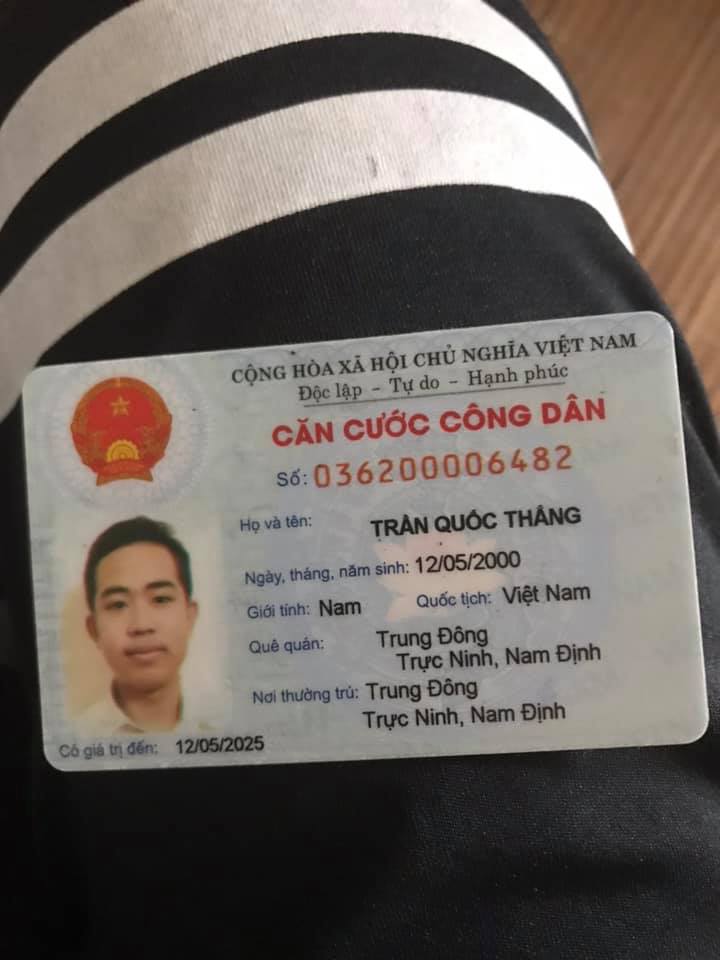 CỘNG HÒA XÃ HỘI CHỦ NGHĨA VIỆT NAM
Độc lập - Tự do - Hạnh phúc
CĂN CƯỚC CÔNG DÂN
Số: 036200006482
Họ và tên: TRẦN QUỐC THẮNG
Ngày, tháng, năm sinh: 12/05/2000
Giới tính: Nam Quốc tịch: Việt Nam
Quê quán: Trung Đông
Trực Ninh, Nam Định
Nơi thường trú: Trung Đông
Trực Ninh, Nam Định
Có giá trị đến: 12/05/2025